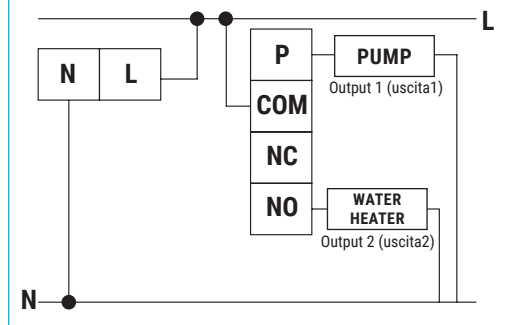 L
N L
P
PUMP
Output 1 (uscita1)
COM
NC
NO
WATER
HEATER
Output 2 (uscita2)
N